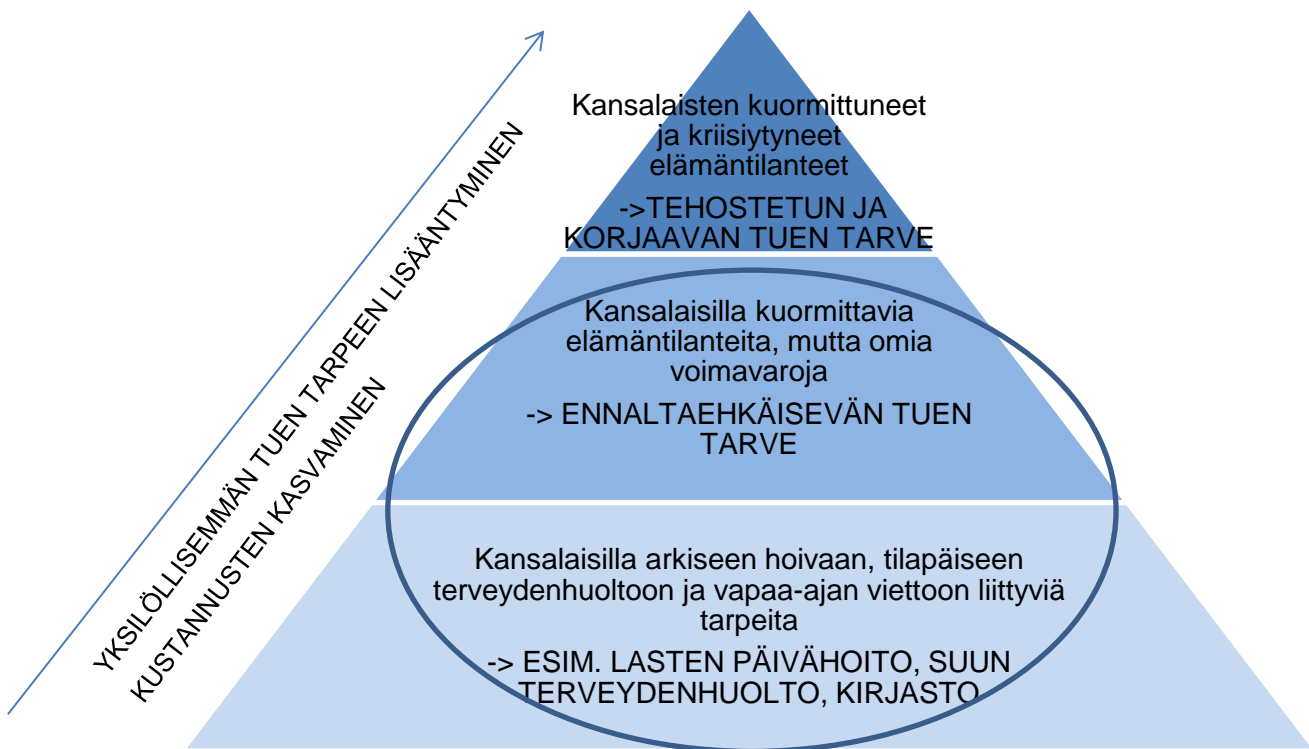 Kansalaisten kuormittuneet
ja kriisiytyneet
elämäntilanteet
->TEHOSTETUN JA
KORJAAVAN TUEN TARVE
Kansalaisilla kuormittavia
elämäntilanteita, mutta omia
voimavaroja
-> ENNALTAEHKÄISEVÄN TUEN
TARVE
Kansalaisilla arkiseen hoivaan, tilapäiseen
terveydenhuoltoon ja vapaa-ajan viettoon liittyviä
tarpeita
-> ESIM. LASTEN PÄIVÄHOITO, SUUN
TERVEYDENHUOLTO, KIRJASTO
YKSILÖLLISEMMÄN TUEN TARPEEN LISÄÄNTYMINEN
KUSTANNUSTEN KASVAMINEN